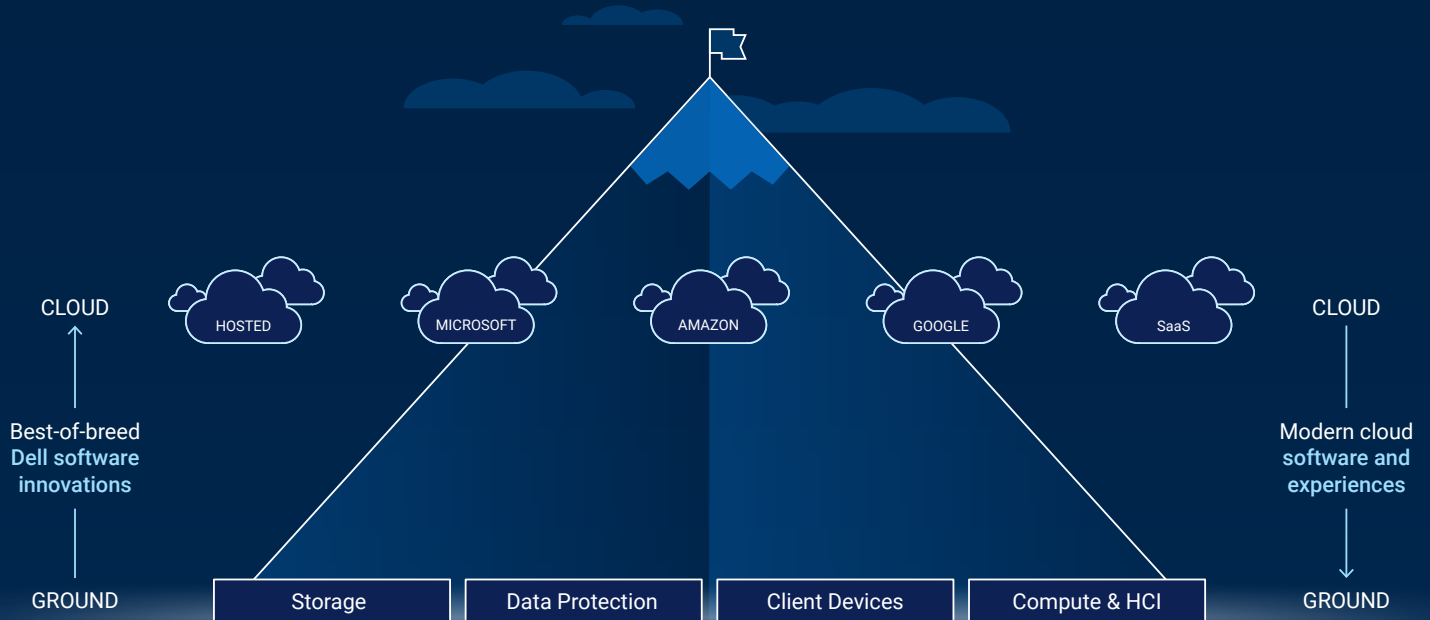 CLOUD
Best-of-breed
Dell software
innovations
GROUND
HOSTED
MICROSOFT
AMAZON
GOOGLE
SaaS
CLOUD
Modern cloud
software and
experiences
GROUND
Storage
Data Protection
Client Devices
Compute & HCI